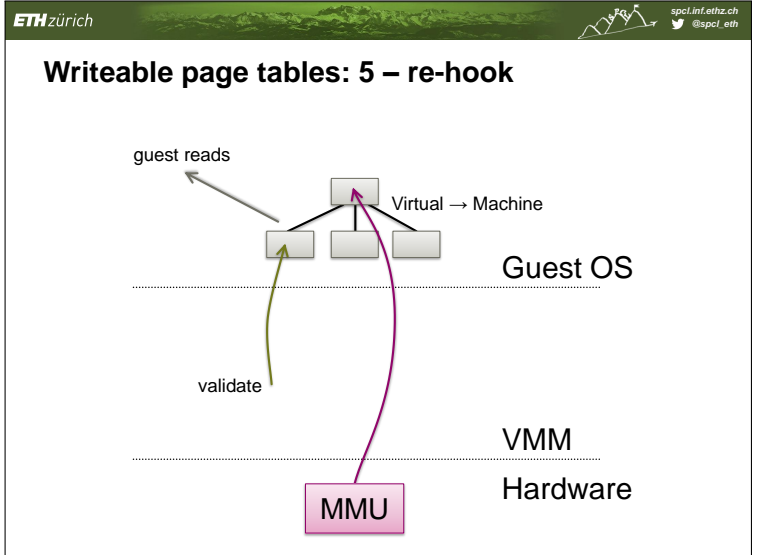 ETH zürich
spcl.inf.ethz.ch
@spcl_eth
Writeable page tables: 5 – re-hook
guest reads
Virtual → Machine
Guest OS
validate
VMM
Hardware
MMU